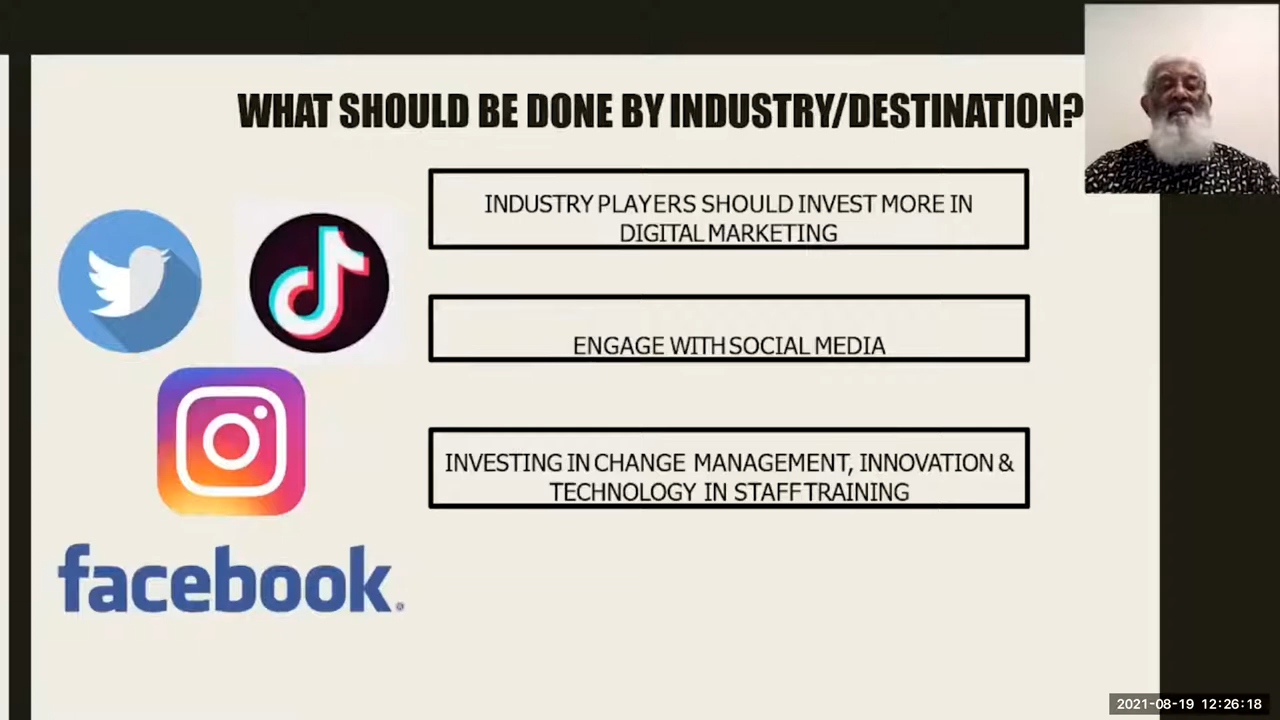 WHAT SHOULD BE DONE BY INDUSTRY/DESTINATION?
INDUSTRY PLAYERS SHOULD INVEST MORE IN
DIGITAL MARKETING
ENGAGE WITH SOCIAL MEDIA
INVESTING IN CHANGE MANAGEMENT, INNOVATION &
TECHNOLOGY IN STAFF TRAINING
facebook®
2021-08-19 12:26:18